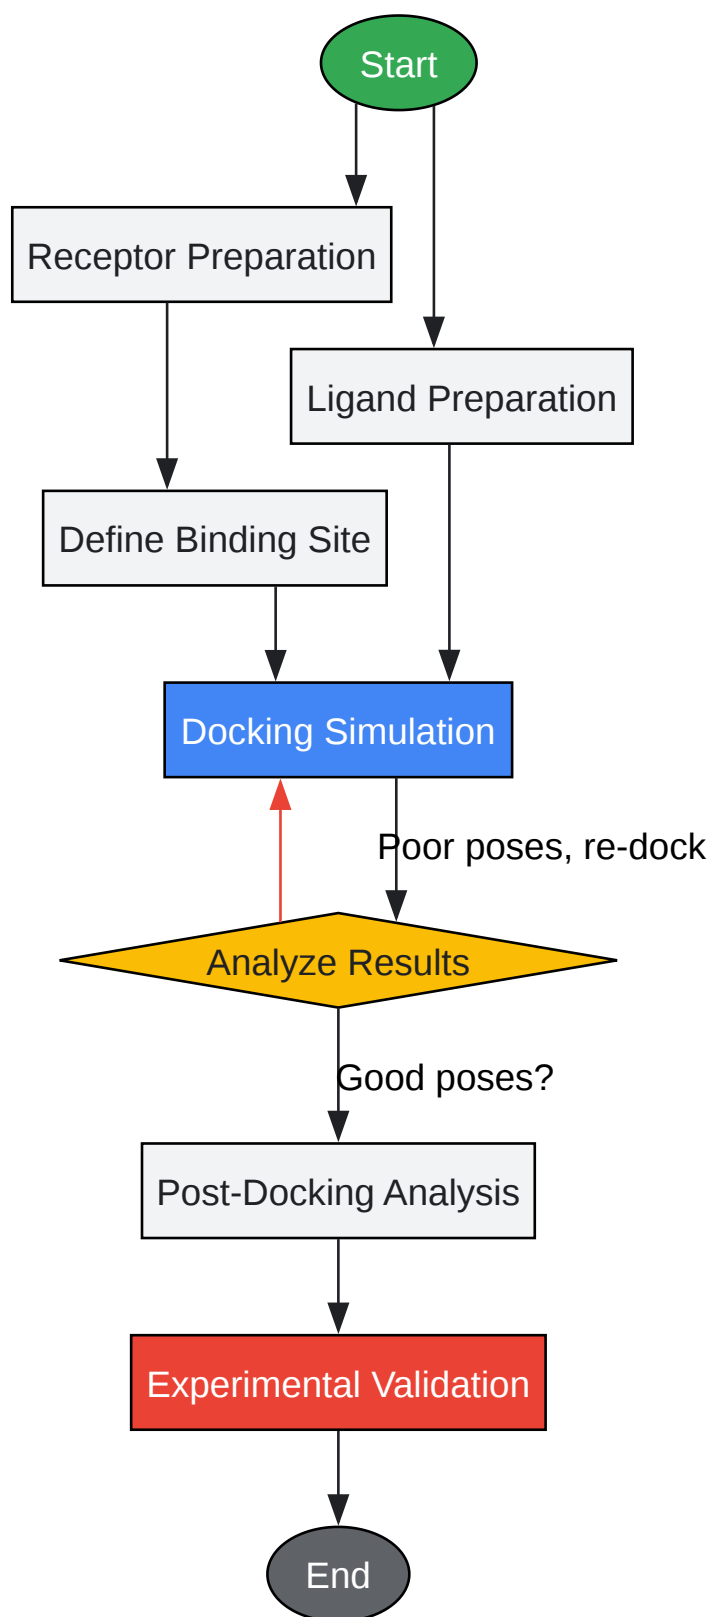 Start
Receptor Preparation
Ligand Preparation
Define Binding Site
Docking Simulation
Poor poses, re-dock
Analyze Results
Good poses?
Post-Docking Analysis
Experimental Validation
End